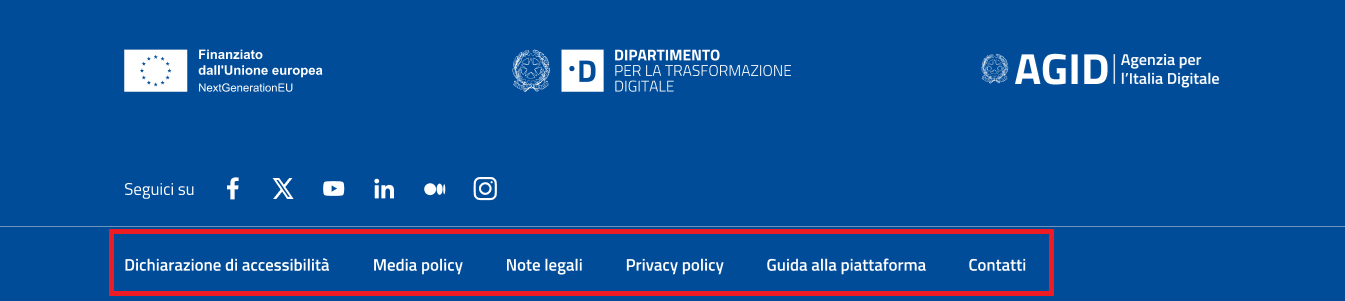 Finanziato
dall'Unione europea
NextGenerationEU
DIPARTIMENTO
PER LA TRASFORMAZIONE
DIGITALE
AGID
Agenzia per
l'Italia Digitale
Seguici su
Dichiarazione di accessibilità Media policy Note legali Privacy policy Guida alla piattaforma Contatti